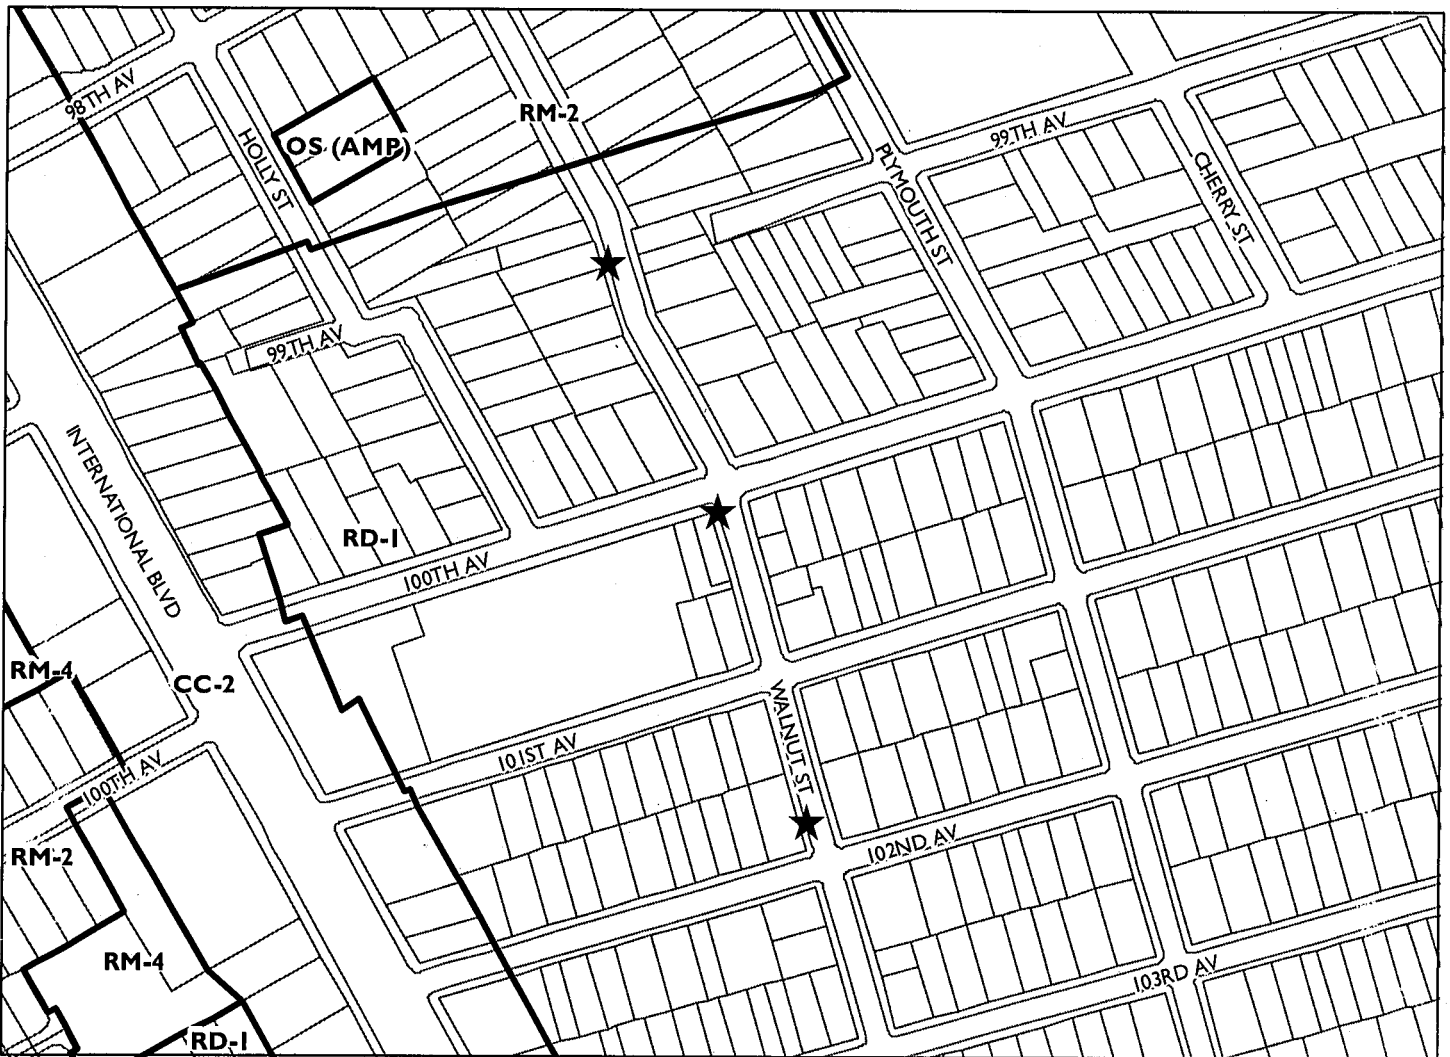 98TH AV
RM-2
OS (AMP)
HOLLY ST
99TH AV
PLYMOUTH ST
CHERRY ST
99TH AV
INTERNATIONAL BLVD
RD-1
100TH AV
RM-4
CC-2
WALNUT ST
101ST AV
100TH AV
RM-2
102ND AV
RM-4
103RD AV
RD-1